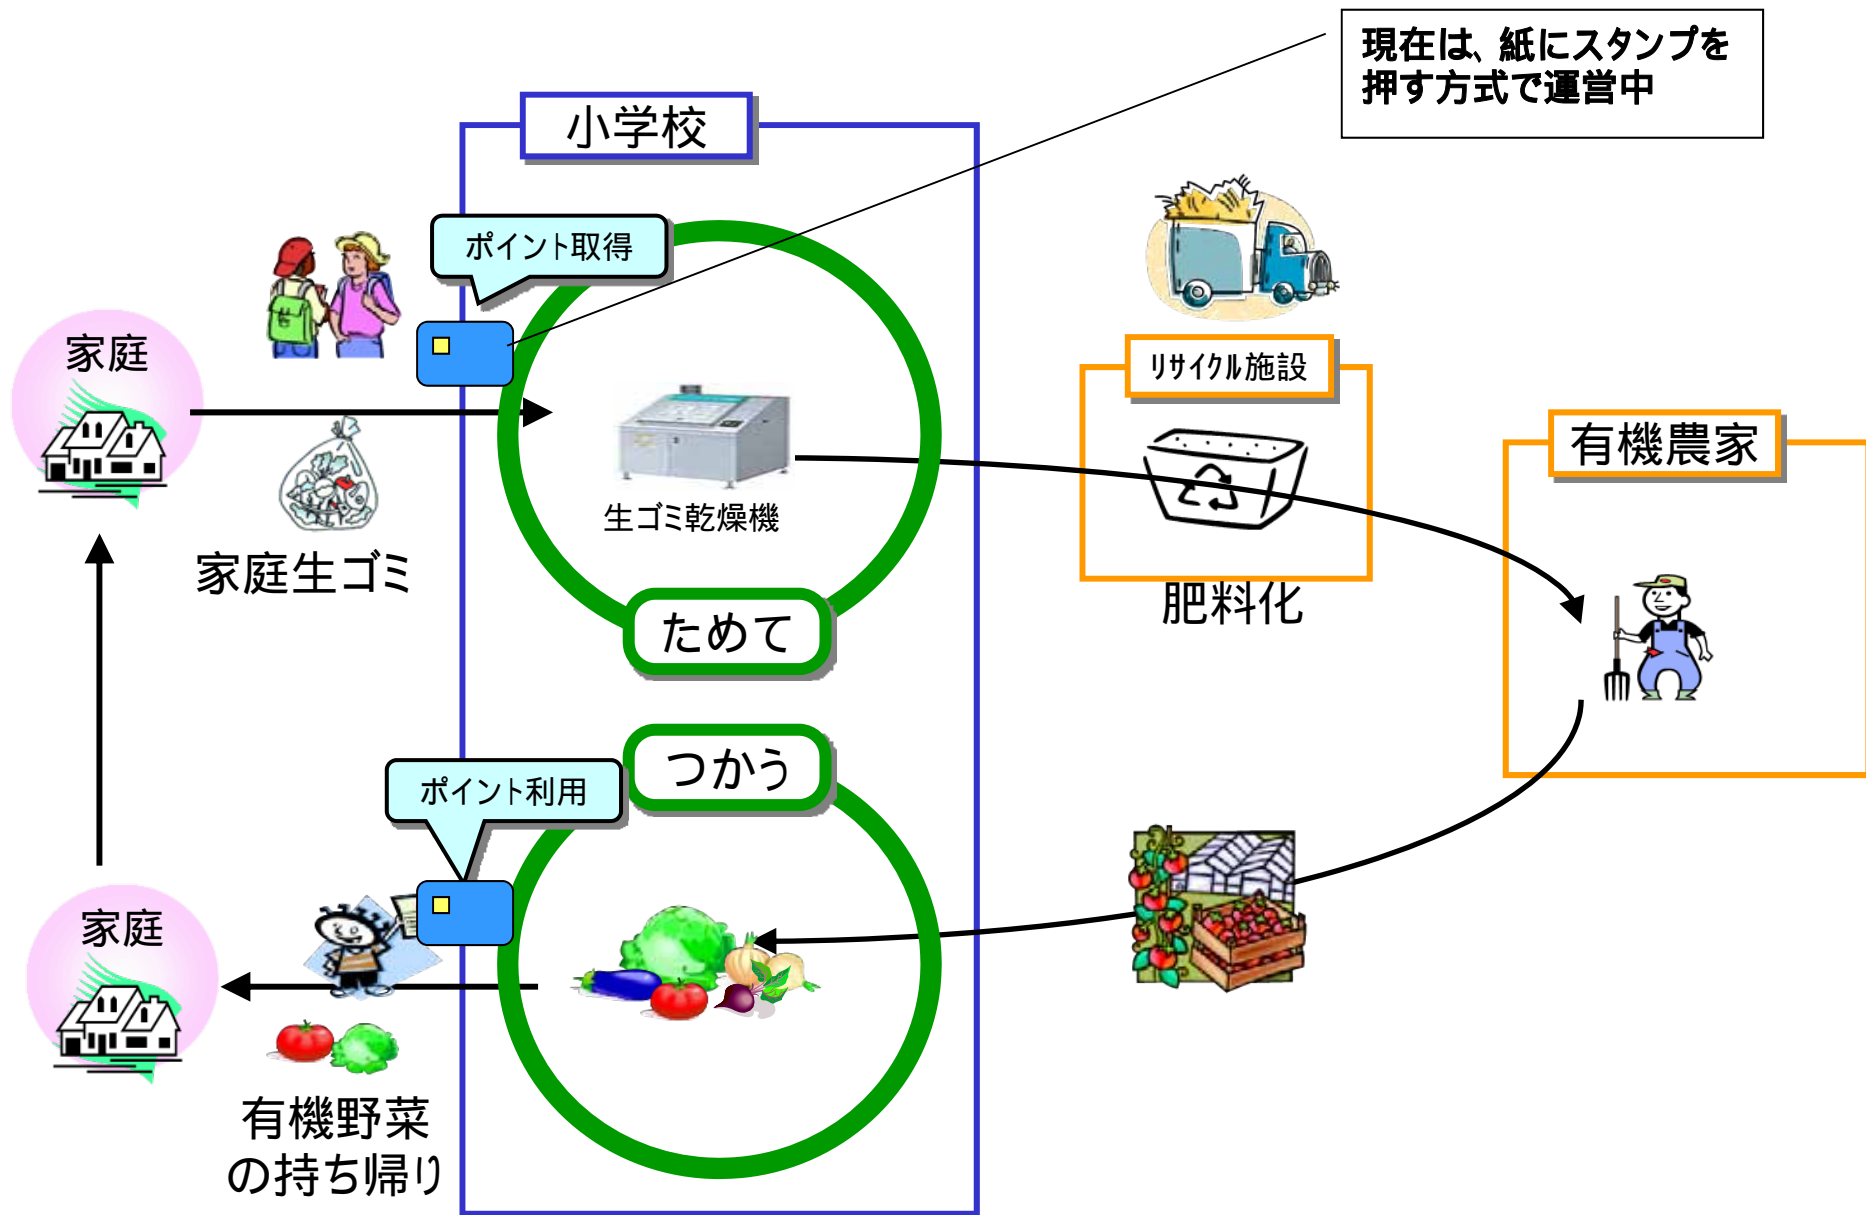 現在は、紙にスタンプを
押す方式で運営中
小学校
ポイント取得
家庭
リサイクル施設
有機農家
生ゴミ乾燥機
家庭生ゴミ
肥料化
ためて
つかう
ポイント利用
家庭
有機野菜
の持ち帰り